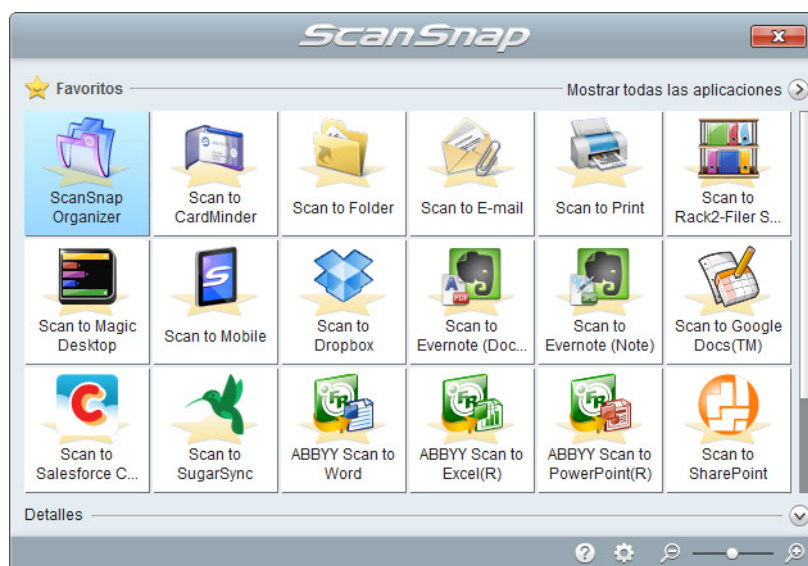 ScanSnap
Favoritos
Mostrar todas las aplicaciones
ScanSnap
Organizer
Scan to
CardMinder
Scan to Folder
Scan to E-mail
Scan to Print
Scan to
Rack2-Filer S...
Scan to Magic
Desktop
Scan to Mobile
Scan to
Dropbox
Scan to
Evernote (Doc...
Scan to
Evernote (Note)
Scan to Google
Docs(TM)
Scan to
Salesforce C...
Scan to
SugarSync
ABBYY Scan to
Word
ABBYY Scan to
Excel(R)
ABBYY Scan to
PowerPoint(R)
Scan to
SharePoint
Detalles